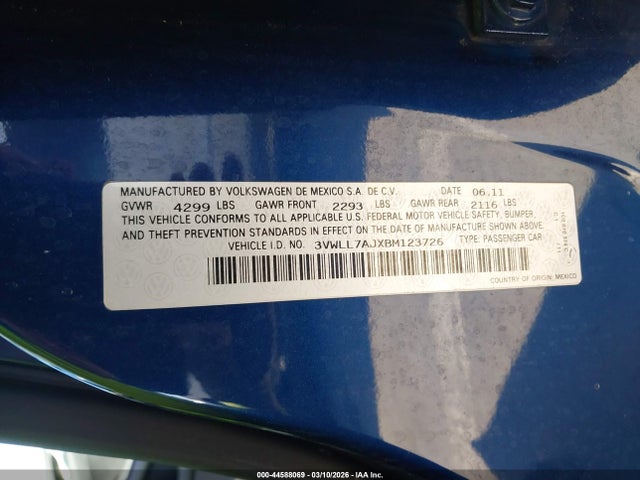 MANUFACTURED BY VOLKSWAGEN DE MEXICO S.A. DE C.V. DATE 06.11
GVWR 4299 LBS GAWR FRONT 2293 LBS GAWR REAR 2116 LBS
THIS VEHICLE CONFORMS TO ALL APPLICABLE U.S. FEDERAL MOTOR VEHICLE SAFETY, BUMPER,
AND THEFT PREVENTION STANDARDS IN EFFECT ON THE DATE OF MANUFACTURE SHOWN ABOVE.
VEHICLE I.D. NO. 3VWLL7AJXBM123726 TYPE: PASSENGER CAR
COUNTRY OF ORIGIN: MEXICO
000-44588069 - 03/10/2026 - IAA Inc.